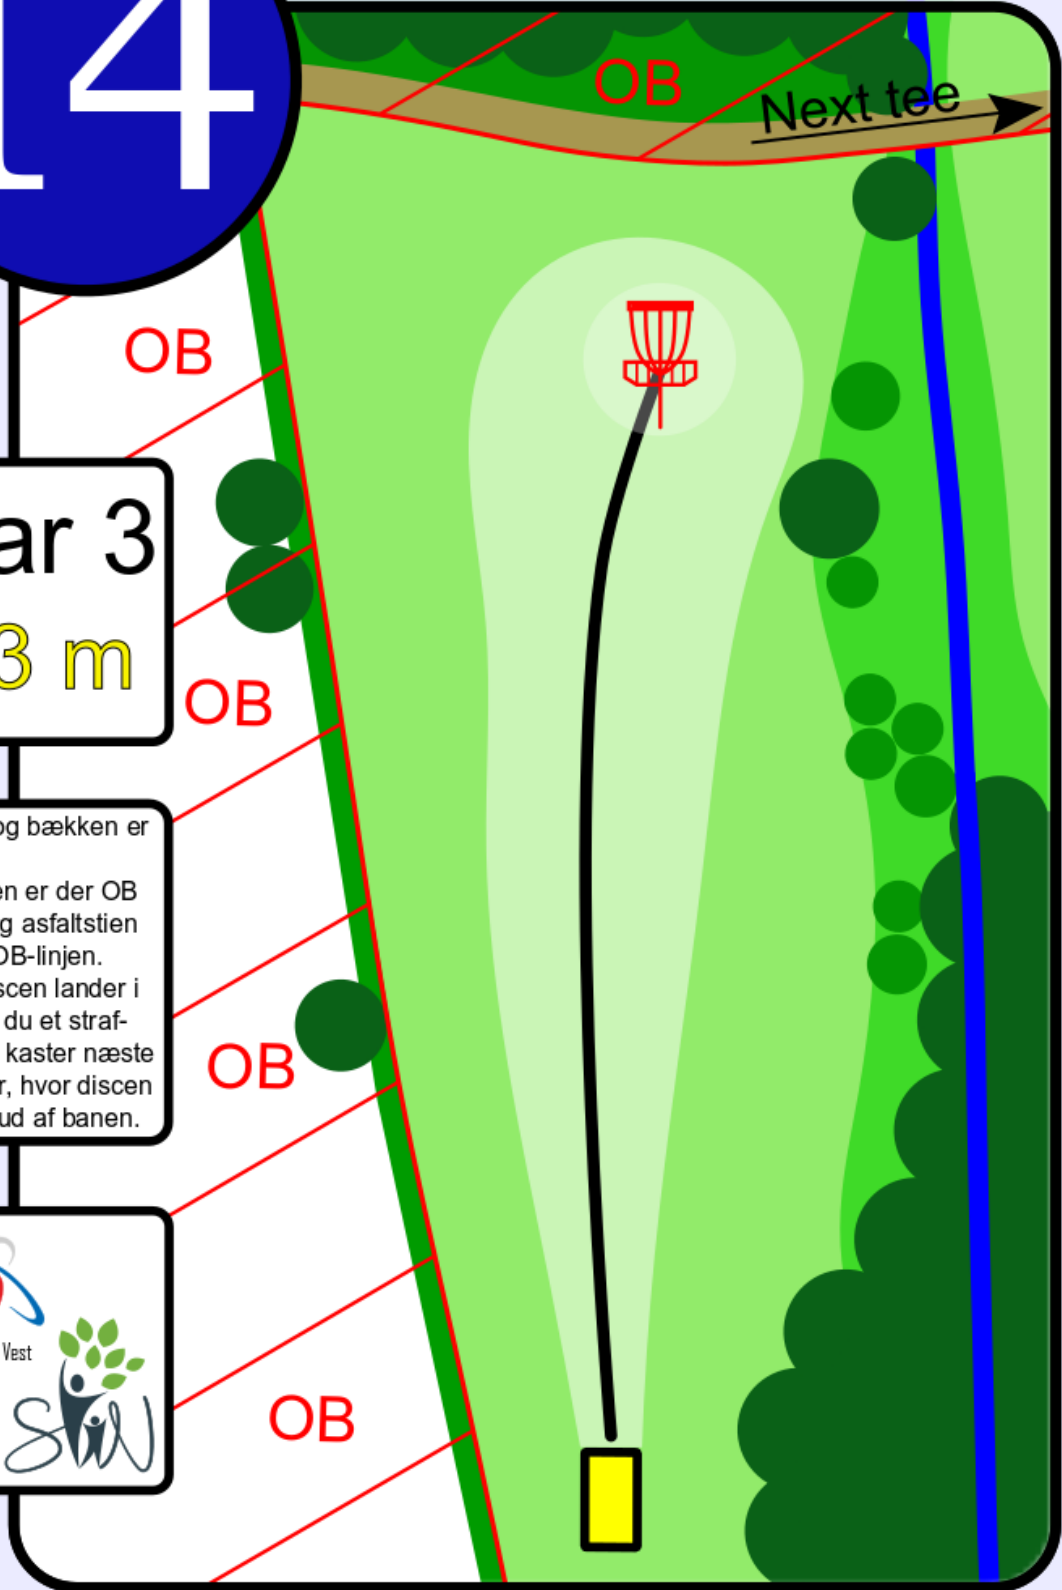 14
OB
Next tee
OB
ar 3
3 m
OB
og bækken er
en er der OB
g asfaltstien
OB-linjen.
scen lander i
du et straf-
kaster næste
r, hvor discen
ud af banen.
OB
Vest
SWN
OB